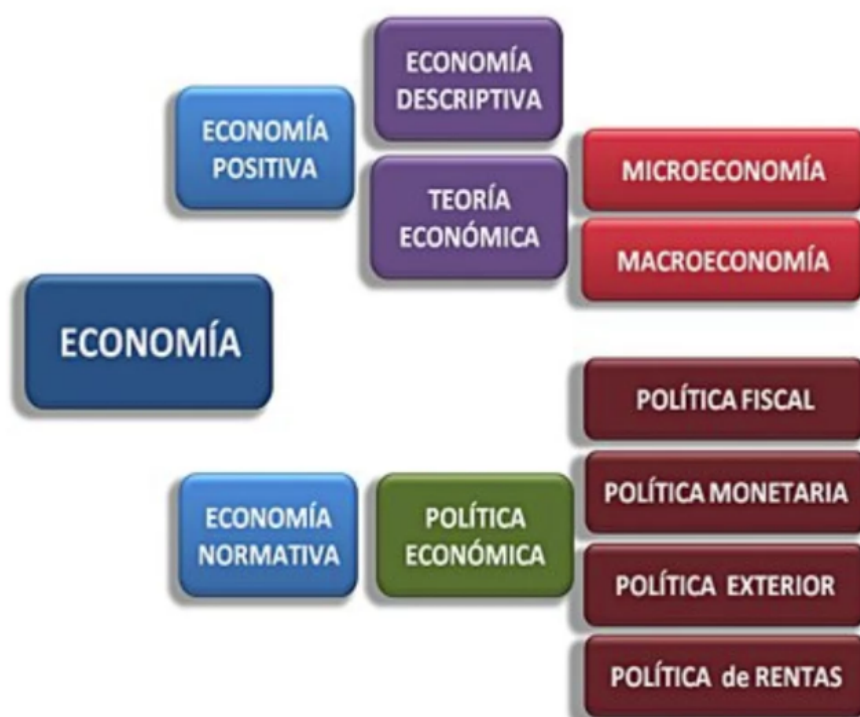 ECONOMÍA
DESCRIPTIVA
ECONOMÍA
POSITIVA
TEORÍA
ECONÓMICA
MICROECONOMÍA
MACROECONOMÍA
ECONOMÍA
POLÍTICA FISCAL
POLÍTICA MONETARIA
ECONOMÍA
NORMATIVA
POLÍTICA
ECONÓMICA
POLÍTICA EXTERIOR
POLÍTICA de RENTAS